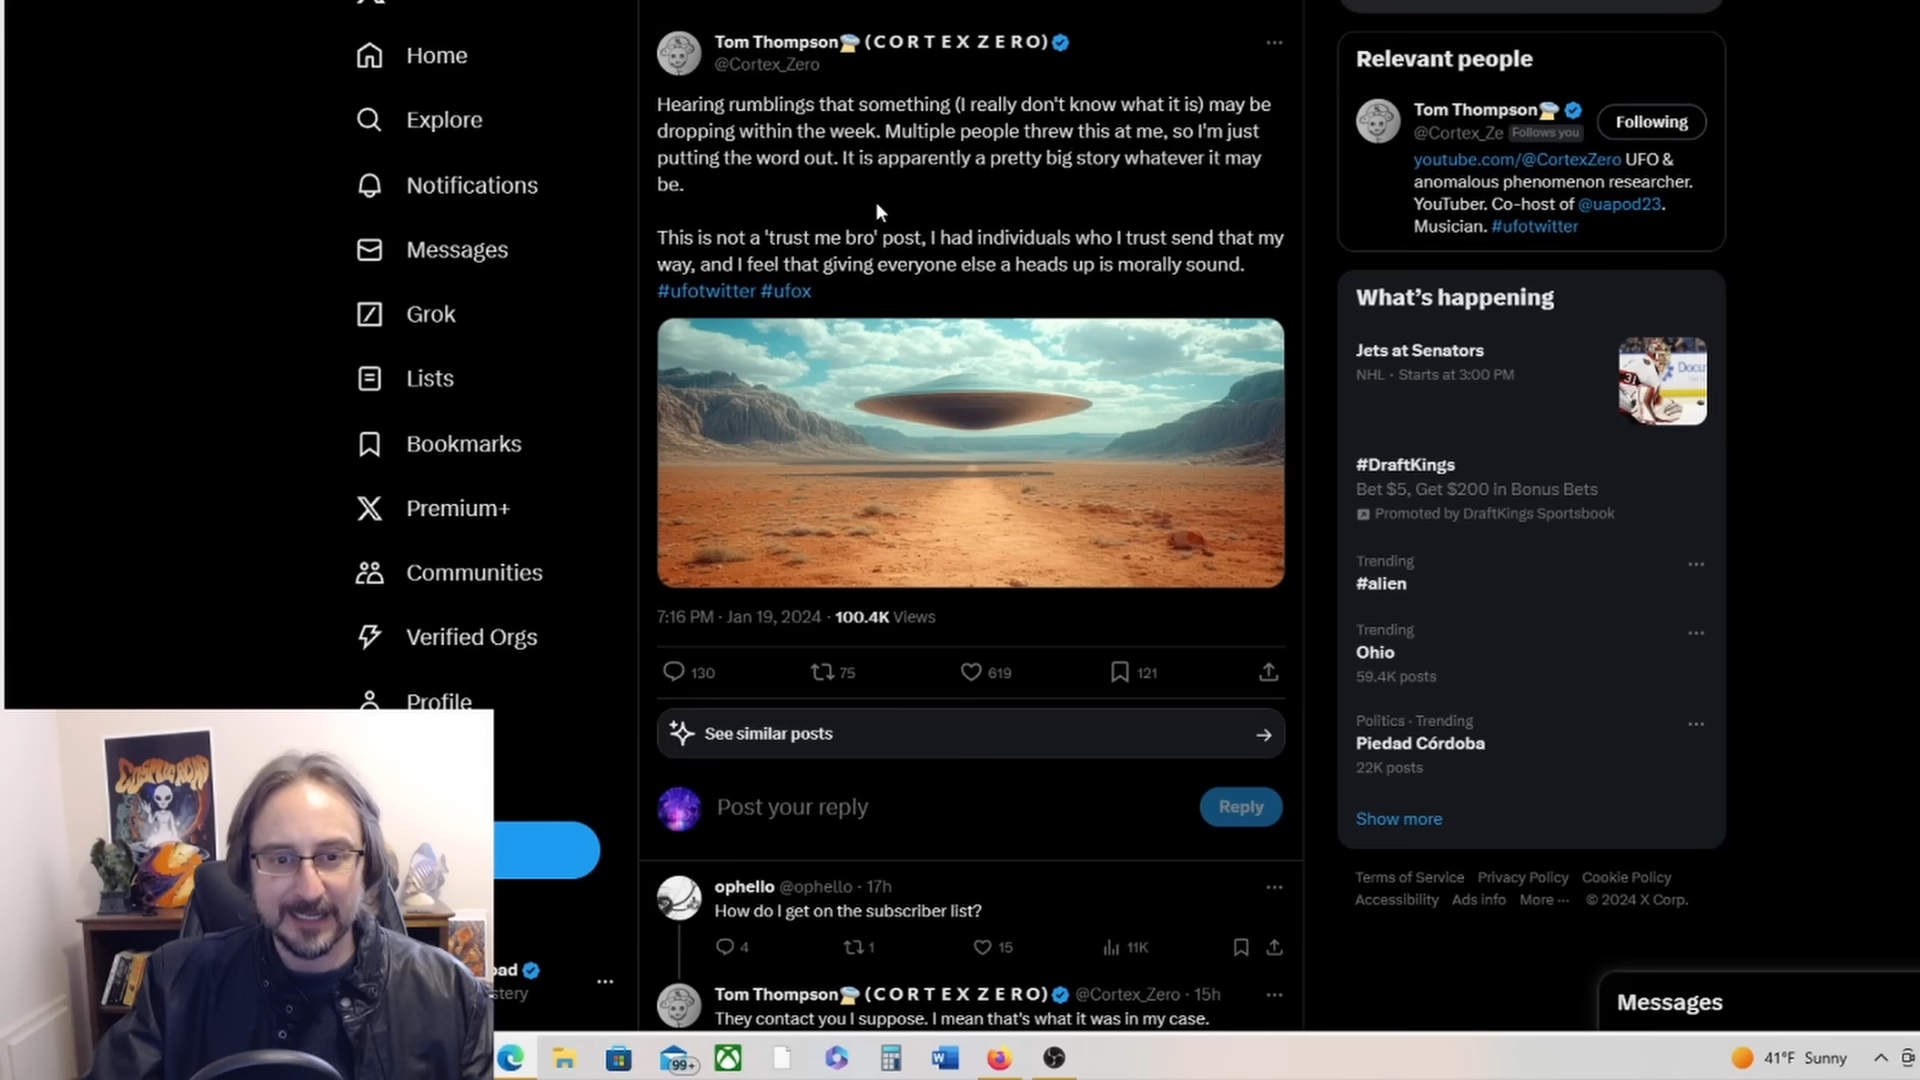 Home
Explore
Notifications
Messages
Grok
Lists
Bookmarks
Premium+
Communities
Verified Orgs
Profile
Tom Thompson (C O R T E X Z E R O)
@Cortex_Zero
Hearing rumblings that something (I really don't know what it is) may be
dropping within the week. Multiple people threw this at me, so I'm just
putting the word out. It is apparently a pretty big story whatever it may
be.
This is not a 'trust me bro' post, I had individuals who I trust send that my
way, and I feel that giving everyone else a heads up is morally sound.
#ufotwitter #ufox
7:16 PM · Jan 19, 2024 · 100.4K Views
130 75 619 121
See similar posts
Post your reply
Reply
ophello @ophello · 17h
How do I get on the subscriber list?
4 1 15 11K
Tom Thompson (C O R T E X Z E R O) @Cortex_Zero · 15h
They contact you I suppose. I mean that's what it was in my case.
Relevant people
Tom Thompson
@Cortex_Ze Follows you
Following
youtube.com/@CortexZero UFO &
anomalous phenomenon researcher.
YouTuber. Co-host of @uapod23.
Musician. #ufotwitter
What's happening
Jets at Senators
NHL · Starts at 3:00 PM
31
#DraftKings
Bet $5, Get $200 in Bonus Bets
Promoted by DraftKings Sportsbook
Trending
#alien
Trending
Ohio
59.4K posts
Politics · Trending
Piedad Córdoba
22K posts
Show more
Terms of Service Privacy Policy Cookie Policy
Accessibility Ads info More ··· © 2024 X Corp.
Messages
COSMIC ROAD
oad
stery
99+
41°F Sunny